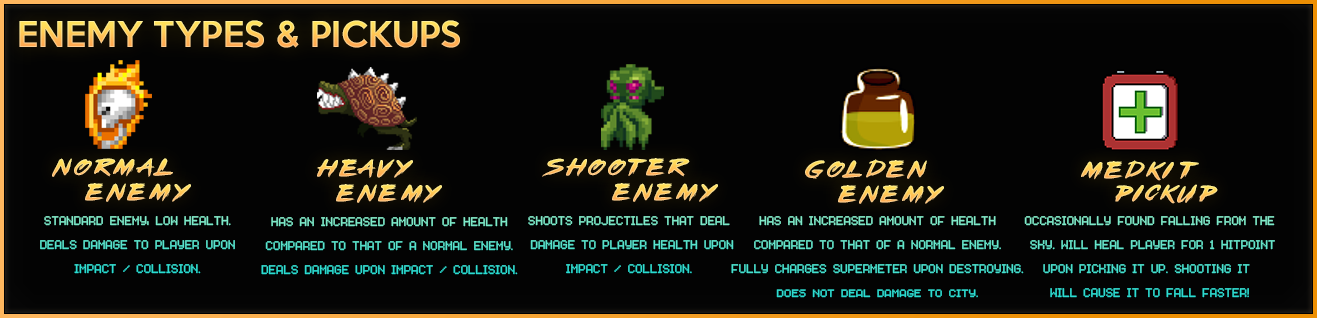 ENEMY TYPES & PICKUPS
NORMAL
ENEMY
STANDARD ENEMY, LOW HEALTH.
DEALS DAMAGE TO PLAYER UPON
IMPACT / COLLISION.
HEAVY
ENEMY
HAS AN INCREASED AMOUNT OF HEALTH
COMPARED TO THAT OF A NORMAL ENEMY.
DEALS DAMAGE UPON IMPACT / COLLISION.
SHOOTER
ENEMY
SHOOTS PROJECTILES THAT DEAL
DAMAGE TO PLAYER HEALTH UPON
IMPACT / COLLISION.
GOLDEN
ENEMY
HAS AN INCREASED AMOUNT OF HEALTH
COMPARED TO THAT OF A NORMAL ENEMY.
FULLY CHARGES SUPERMETER UPON DESTROYING.
DOES NOT DEAL DAMAGE TO CITY.
MEDKIT
PICKUP
OCCASIONALLY FOUND FALLING FROM THE
SKY. WILL HEAL PLAYER FOR 1 HITPOINT
UPON PICKING IT UP. SHOOTING IT
WILL CAUSE IT TO FALL FASTER!